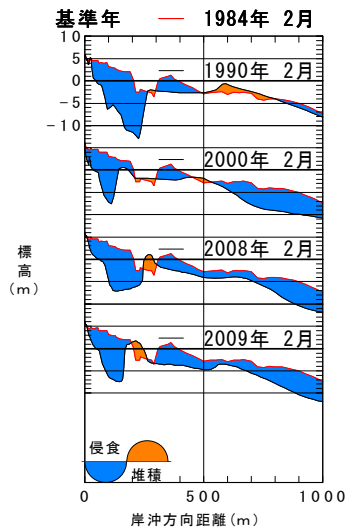 基準年 — 1984年 2月
10
5
0
-5
-10
1990年 2月
2000年 2月
2008年 2月
2009年 2月
標高(m)
侵食
堆積
0 500 1000
岸沖方向距離(m)